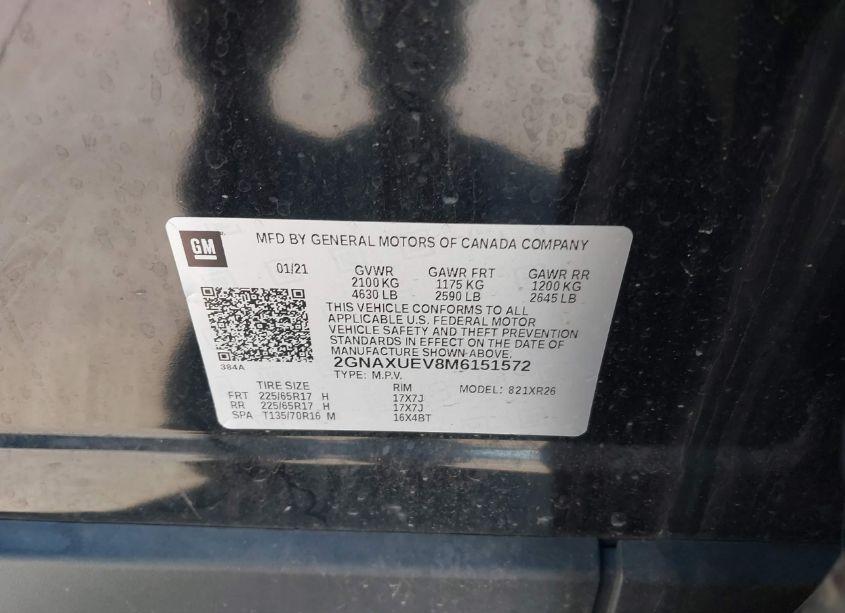 GM
MFD BY GENERAL MOTORS OF CANADA COMPANY
01/21 GVWR GAWR FRT GAWR RR
2100 KG 1175 KG 1200 KG
4630 LB 2590 LB 2645 LB
THIS VEHICLE CONFORMS TO ALL
APPLICABLE U.S. FEDERAL MOTOR
VEHICLE SAFETY AND THEFT PREVENTION
STANDARDS IN EFFECT ON THE DATE OF
MANUFACTURE SHOWN ABOVE.
384A
2GNAXUEV8M6151572
TYPE: M.P.V.
TIRE SIZE RIM MODEL: 821XR26
FRT 225/65R17 H 17X7J
RR 225/65R17 H 17X7J
SPA T135/70R16 M 16X4BT